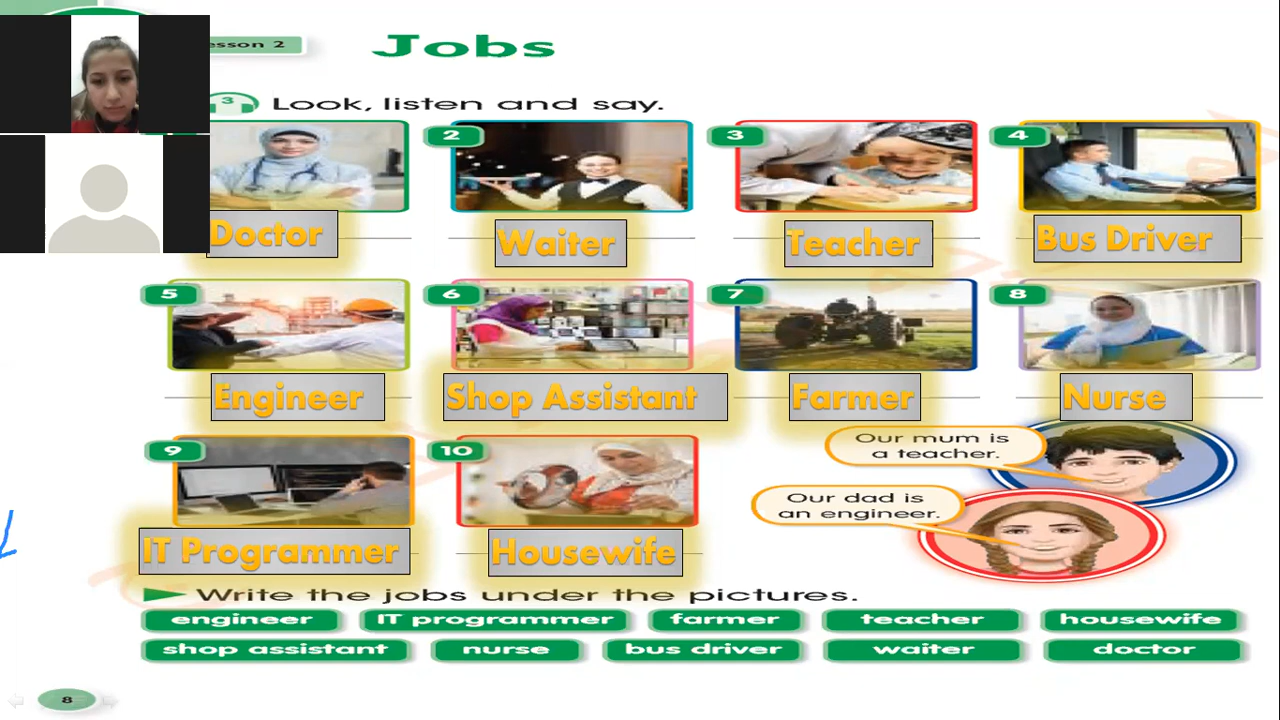 esson 2
Jobs
3 Look, listen and say.
2
3
4
Doctor
Waiter
Teacher
Bus Driver
5
6
7
8
Engineer
Shop Assistant
Farmer
Nurse
9
10
Our mum is
a teacher.
Our dad is
an engineer.
IT Programmer
Housewife
Write the jobs under the pictures.
engineer IT programmer farmer teacher housewife
shop assistant nurse bus driver waiter doctor
8